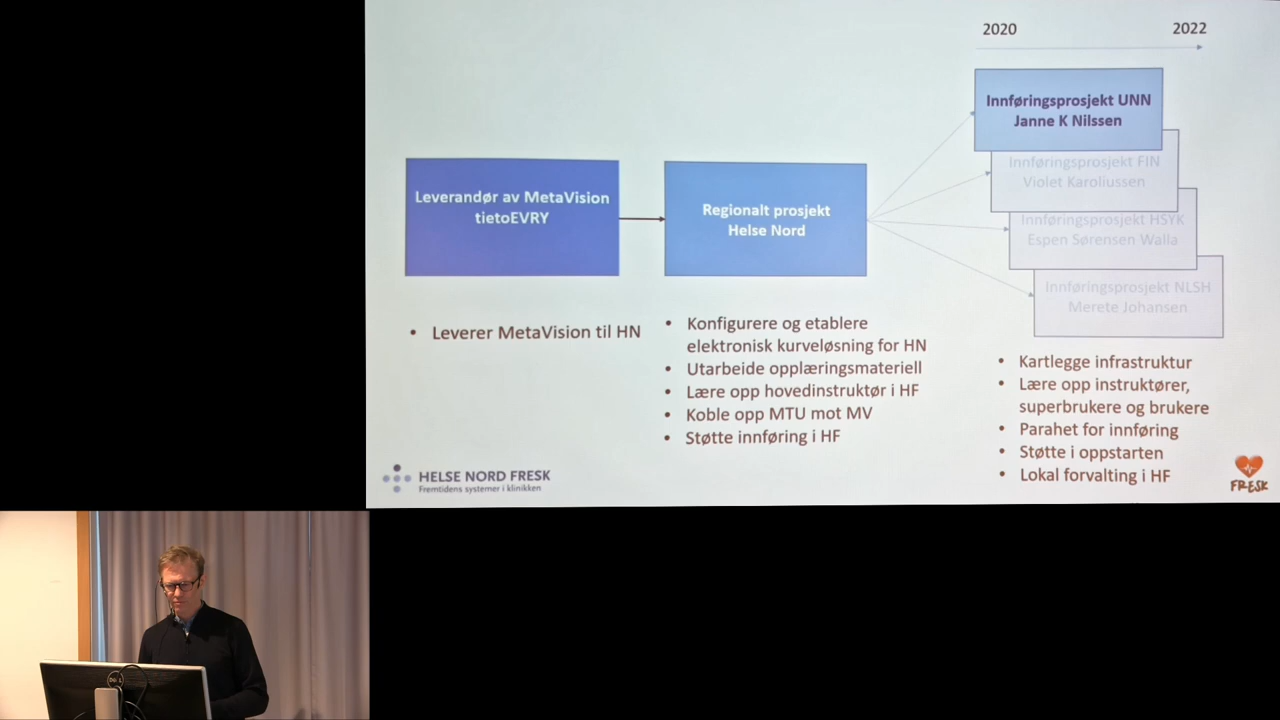 2020
2022
Innføringsprosjekt UNN
Janne K Nilssen
Innføringsprosjekt FIN
Violet Karoliussen
Innføringsprosjekt HSYK
Espen Sørensen Walla
Innføringsprosjekt NLSH
Merete Johansen
Leverandør av MetaVision
tietoEVRY
Regionalt prosjekt
Helse Nord
• Leverer MetaVision til HN
• Konfigurere og etablere
elektronisk kurveløsning for HN
• Utarbeide opplæringsmateriell
• Lære opp hovedinstruktør i HF
• Koble opp MTU mot MV
• Støtte innføring i HF
• Kartlegge infrastruktur
• Lære opp instruktører,
superbrukere og brukere
• Parahet for innføring
• Støtte i oppstarten
• Lokal forvalting i HF
HELSE NORD FRESK
Fremtidens systemer i klinikken
FRESK
DELL